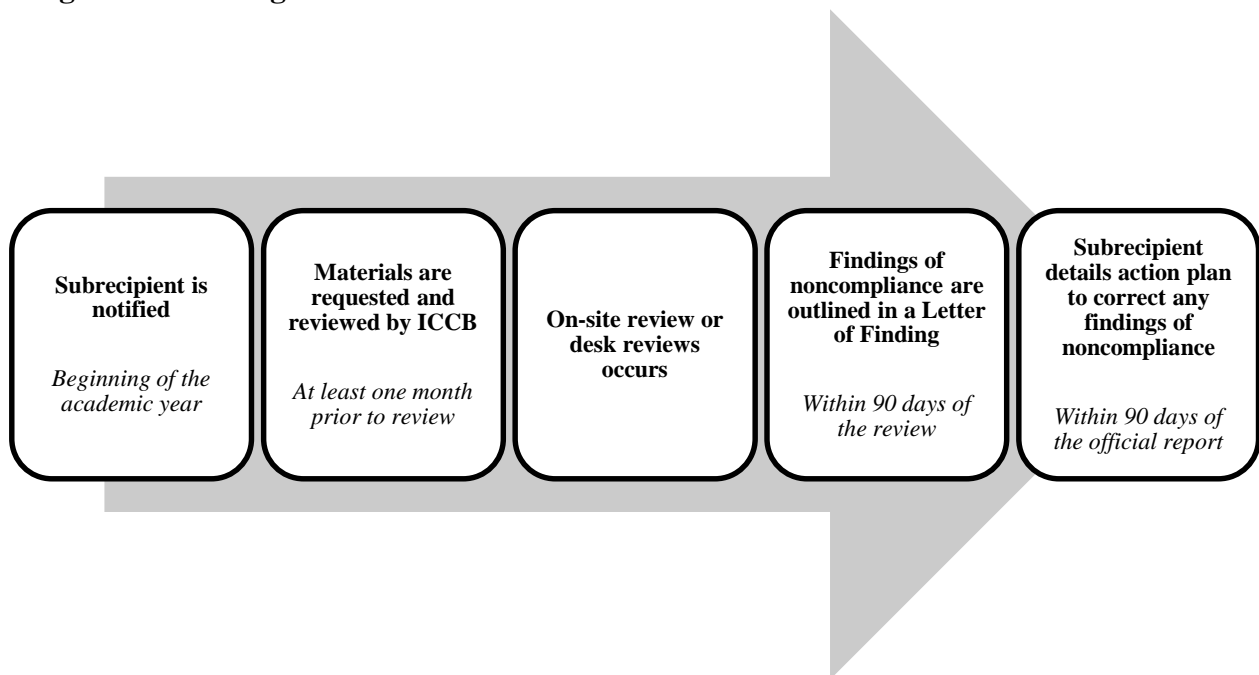 Subrecipient is
notified
Beginning of the
academic year
Materials are
requested and
reviewed by ICCB
At least one month
prior to review
On-site review or
desk reviews
occurs
Findings of
noncompliance are
outlined in a Letter
of Finding
Within 90 days of
the review
Subrecipient
details action plan
to correct any
findings of
noncompliance
Within 90 days of
the official report